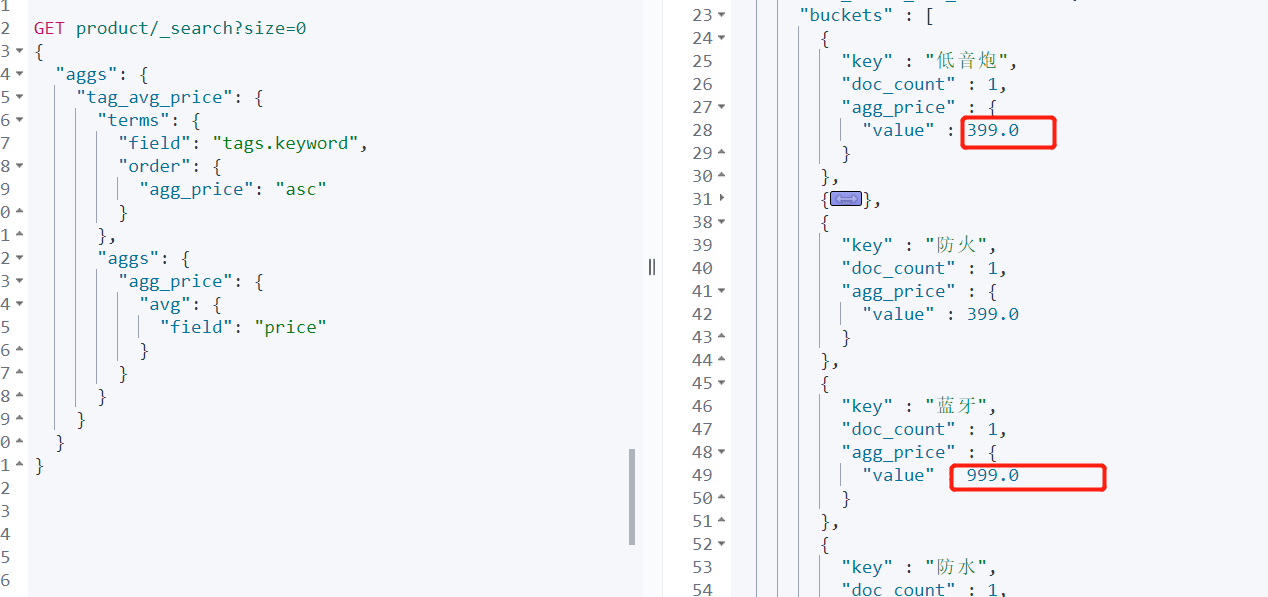 1
2 GET product/_search?size=0
3 {
4 "aggs": {
5 "tag_avg_price": {
6 "terms": {
7 "field": "tags.keyword",
8 "order": {
9 "agg_price": "asc"
0 }
1 },
2 "aggs": {
3 "agg_price": {
4 "avg": {
5 "field": "price"
6 }
7 }
8 }
9 }
0 }
1 }
2
3
4
5
6
23 "buckets" : [
24 {
25 "key" : "低音炮",
26 "doc_count" : 1,
27 "agg_price" : {
28 "value" : 399.0
29 }
30 },
31 {},
38 {
39 "key" : "防火",
40 "doc_count" : 1,
41 "agg_price" : {
42 "value" : 399.0
43 }
44 },
45 {
46 "key" : "蓝牙",
47 "doc_count" : 1,
48 "agg_price" : {
49 "value" : 999.0
50 }
51 },
52 {
53 "key" : "防水",
54 "doc_count" : 1,